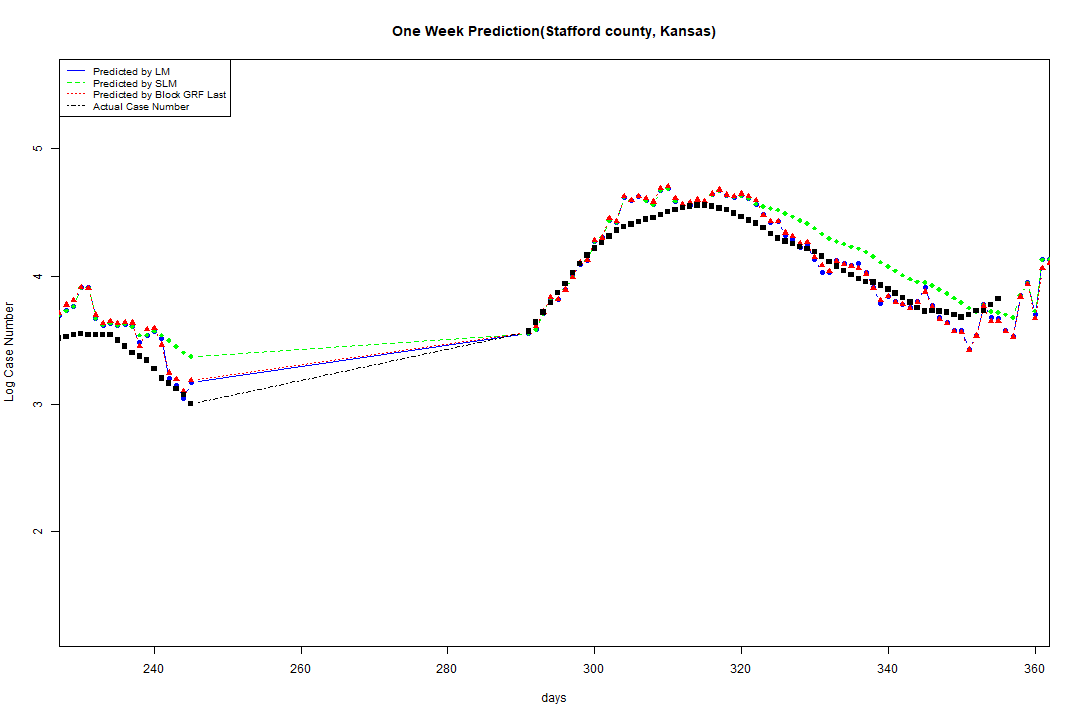 One Week Prediction(Stafford county, Kansas)
Predicted by LM
Predicted by SLM
Predicted by Block GRF Last
Actual Case Number
5
4
3
2
Log Case Number
240 260 280 300 320 340 360
days